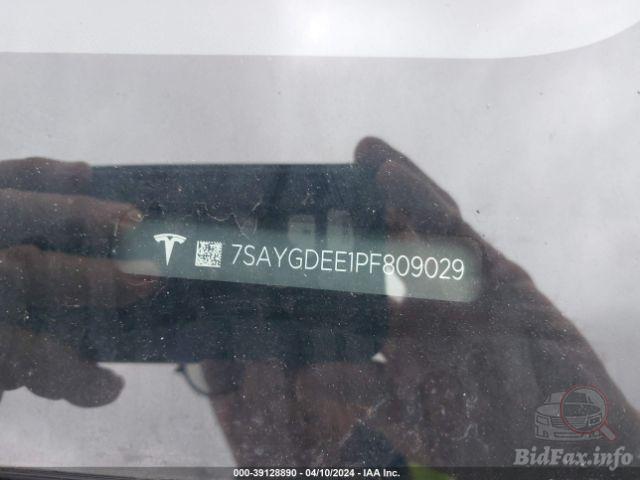 7SAYGDEE1PF809029
BidFax.info
000-39128890 - 04/10/2024 - IAA Inc.